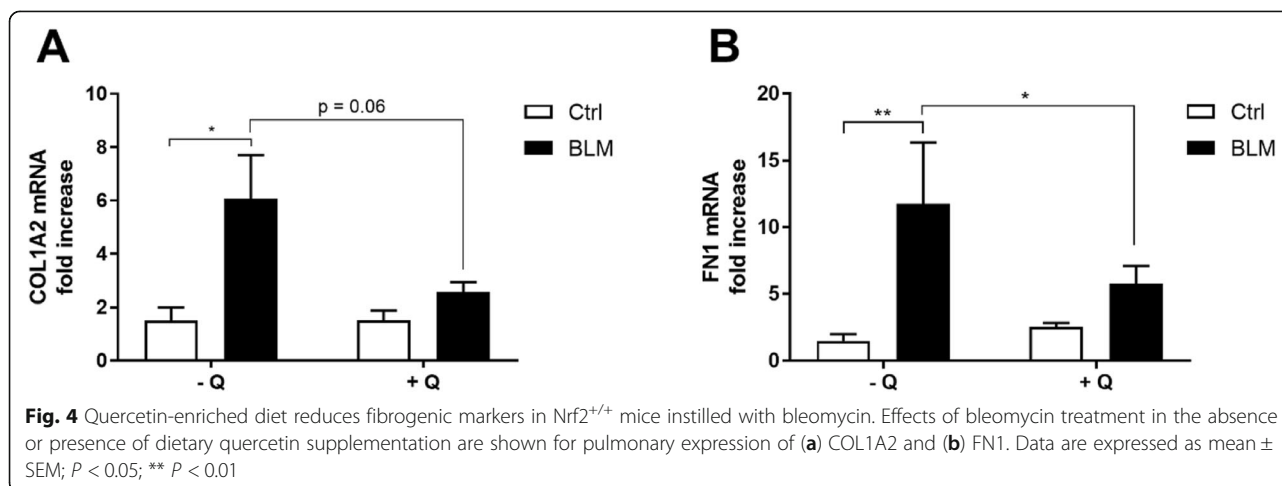 A
COL1A2 mRNA
fold increase
10
8
6
4
2
0
*
p = 0.06
Ctrl
BLM
- Q
+ Q
B
FN1 mRNA
fold increase
20
15
10
5
0
**
*
Ctrl
BLM
- Q
+ Q
Fig. 4 Quercetin-enriched diet reduces fibrogenic markers in Nrf2+/+ mice instilled with bleomycin. Effects of bleomycin treatment in the absence
or presence of dietary quercetin supplementation are shown for pulmonary expression of (a) COL1A2 and (b) FN1. Data are expressed as mean ±
SEM; P < 0.05; ** P < 0.01